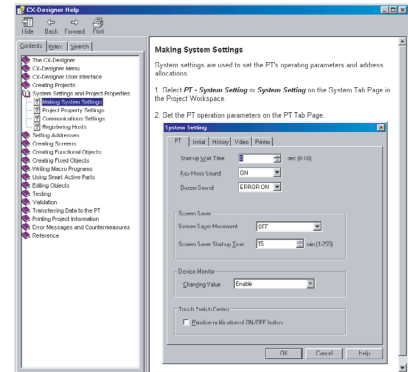 CX-Designer Help
Hide Back Forward Print
Contents Index Search
The CX-Designer
CX-Designer Menu
CX-Designer User Interface
Creating Projects
System Settings and Project Properties
Making System Settings
Project Property Settings
Communications Settings
Registering Hosts
Setting Addresses
Creating Screens
Creating Functional Objects
Creating Fixed Objects
Writing Macro Programs
Using Smart Active Parts
Editing Objects
Testing
Validation
Transferring Data to the PT
Printing Project Information
Error Messages and Countermeasures
Reference
Making System Settings
System settings are used to set the PT's operating parameters and address
allocations.
1. Select PT - System Setting or System Setting on the System Tab Page in
the Project Workspace.
2. Set the PT operation parameters on the PT Tab Page.
System Setting
PT Initial History Video Printer
Start-up Wait Time 0 sec (0-10)
Key Press Sound ON
Buzzer Sound ERROR ON
Screen Saver
Screen Saver Movement OFF
Screen Saver Start-up Time 15 min (1-255)
Device Monitor
Changing Value Enable
Touch Switch Control
Prioritize notification of ON/OFF button
OK Cancel Help